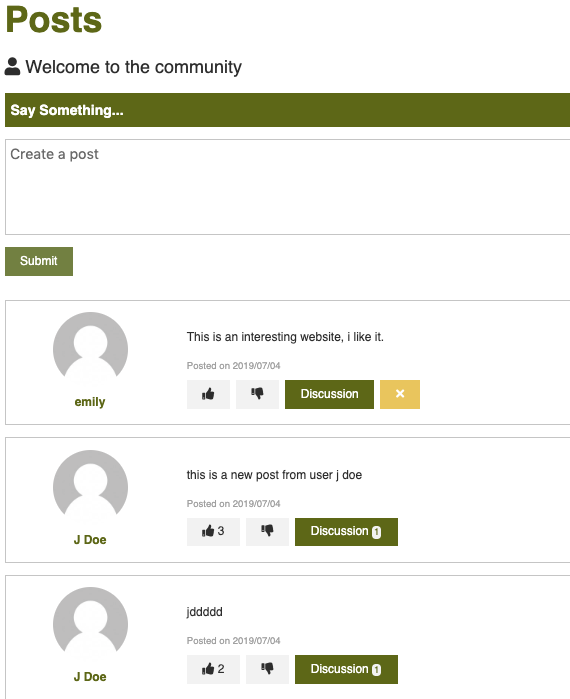 Posts
Welcome to the community
Say Something...
Create a post
Submit
This is an interesting website, i like it.
Posted on 2019/07/04
Discussion
emily
this is a new post from user j doe
Posted on 2019/07/04
3
Discussion 1
J Doe
jddddd
Posted on 2019/07/04
2
Discussion 1
J Doe